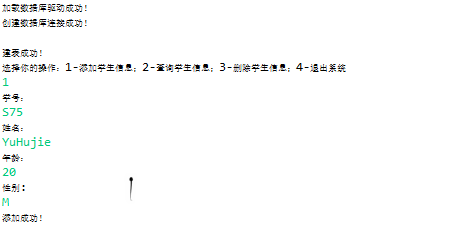 加载数据库驱动成功！
创建数据库连接成功！
建表成功！
选择你的操作：1-添加学生信息；2-查询学生信息；3-删除学生信息；4-退出系统
1
学号：
S75
姓名：
YuHujie
年龄：
20
性别：
M
添加成功！